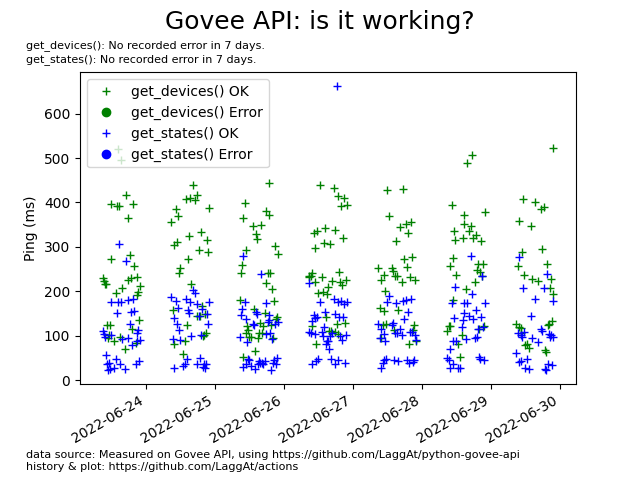 Govee API: is it working?
get_devices(): No recorded error in 7 days.
get_states(): No recorded error in 7 days.
get_devices() OK
get_devices() Error
get_states() OK
get_states() Error
Ping (ms)
600
500
400
300
200
100
0
2022-06-24
2022-06-25
2022-06-26
2022-06-27
2022-06-28
2022-06-29
2022-06-30
data source: Measured on Govee API, using https://github.com/LaggAt/python-govee-api
history & plot: https://github.com/LaggAt/actions